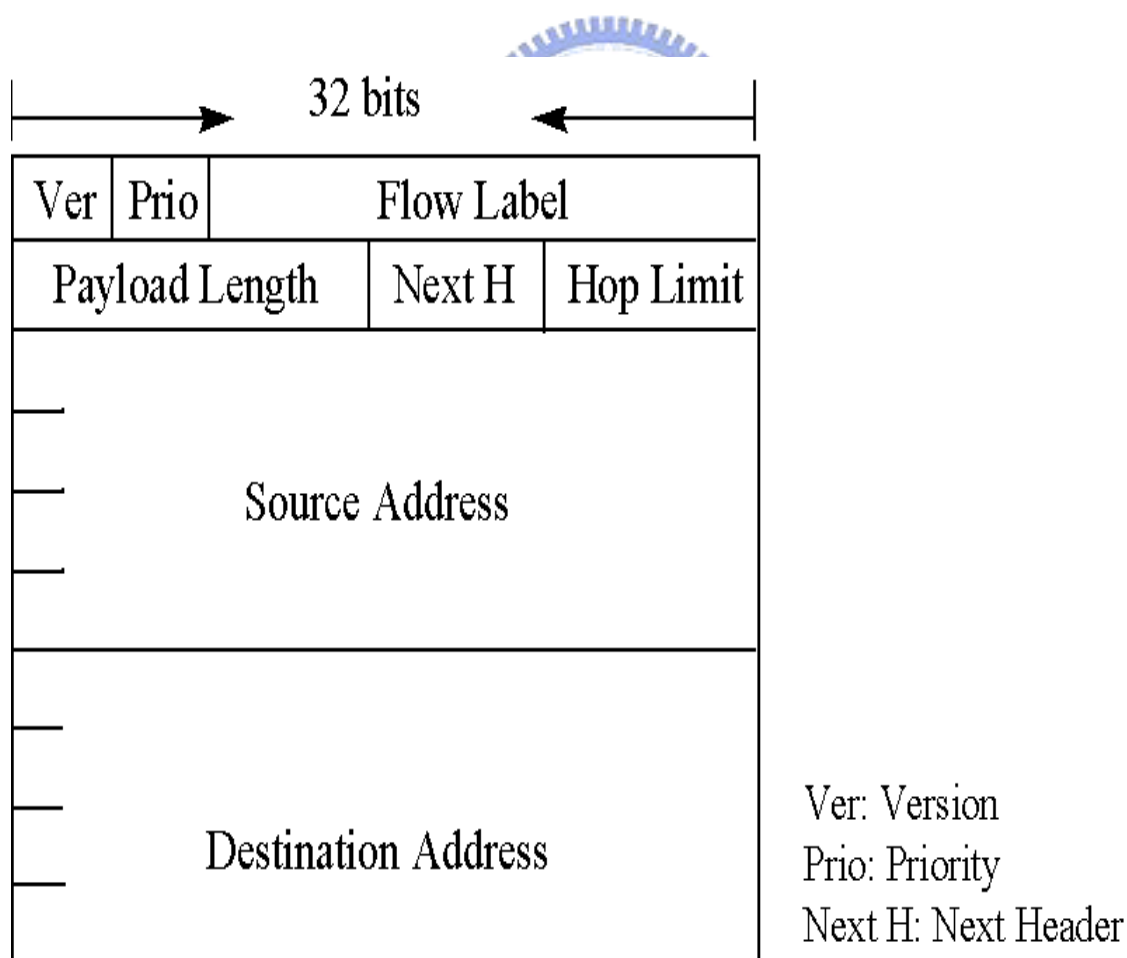 32 bits
Ver Prio Flow Label
Payload Length Next H Hop Limit
Source Address
Destination Address
Ver: Version
Prio: Priority
Next H: Next Header